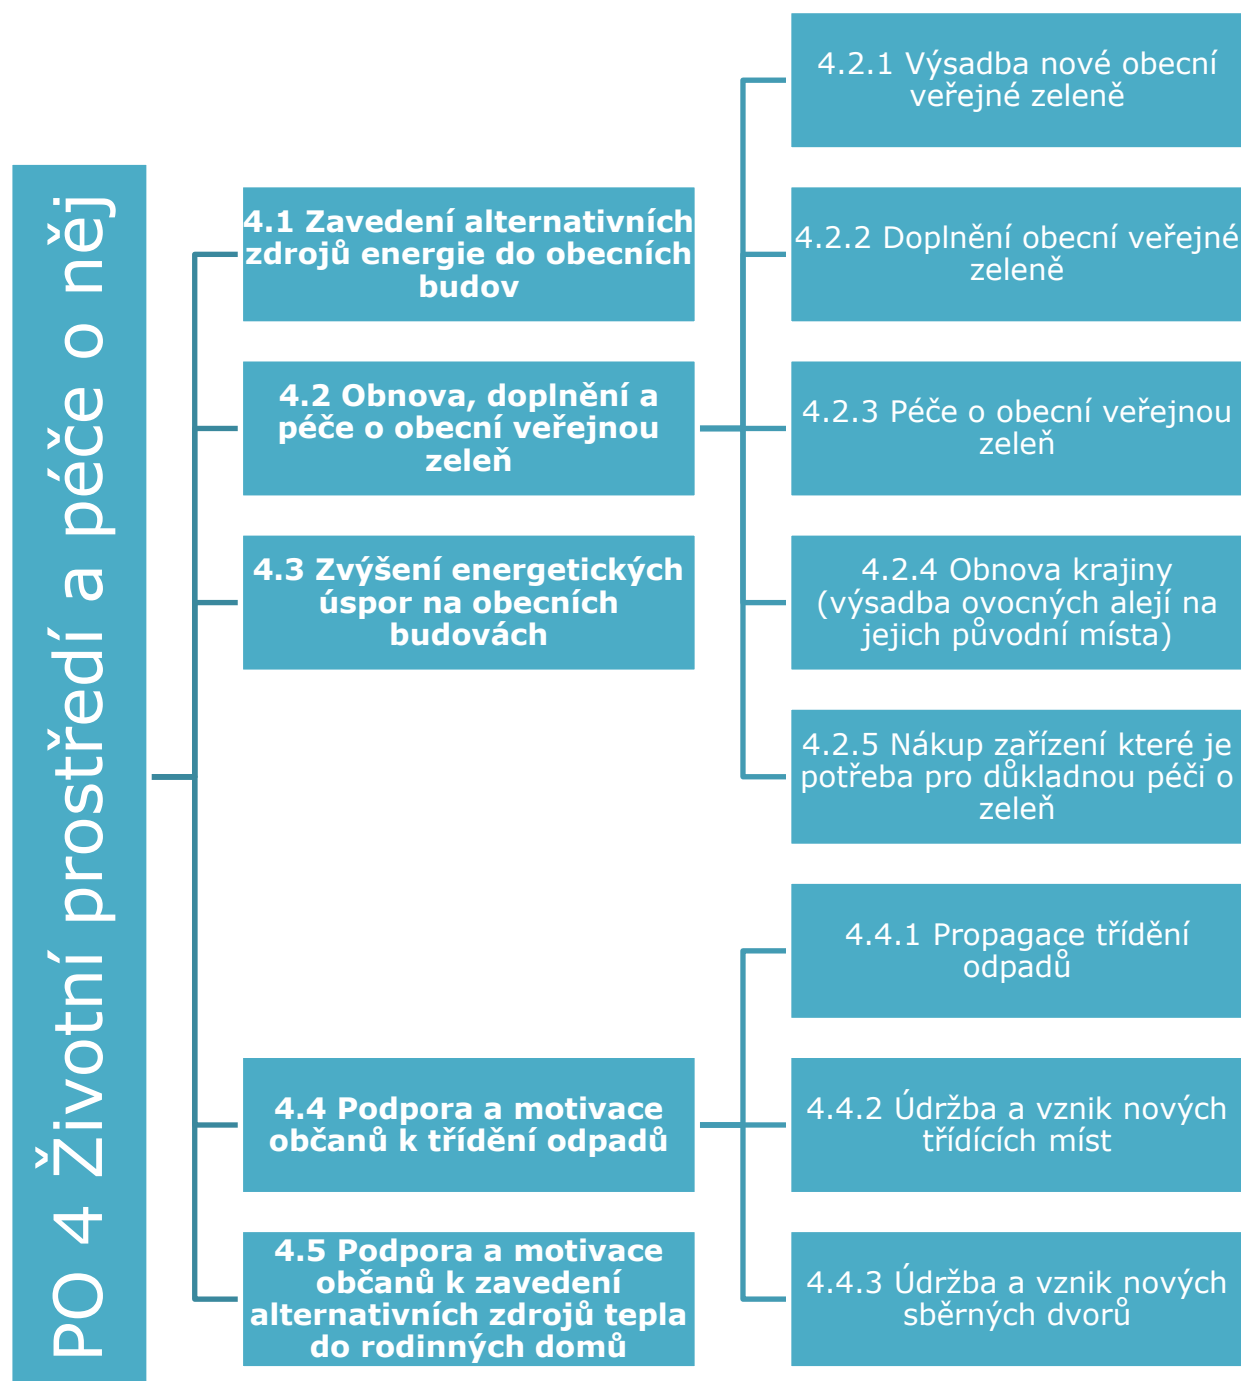 PO 4 Životní prostředí a péče o něj
4.1 Zavedení alternativních
zdrojů energie do obecních
budov
4.2 Obnova, doplnění a
péče o obecní veřejnou
zeleň
4.2.1 Výsadba nové obecní
veřejné zeleně
4.2.2 Doplnění obecní veřejné
zeleně
4.2.3 Péče o obecní veřejnou
zeleň
4.2.4 Obnova krajiny
(výsadba ovocných alejí na
jejich původní místa)
4.2.5 Nákup zařízení které je
potřeba pro důkladnou péči o
zeleň
4.3 Zvýšení energetických
úspor na obecních
budovách
4.4 Podpora a motivace
občanů k třídění odpadů
4.4.1 Propagace třídění
odpadů
4.4.2 Údržba a vznik nových
třídících míst
4.4.3 Údržba a vznik nových
sběrných dvorů
4.5 Podpora a motivace
občanů k zavedení
alternativních zdrojů tepla
do rodinných domů